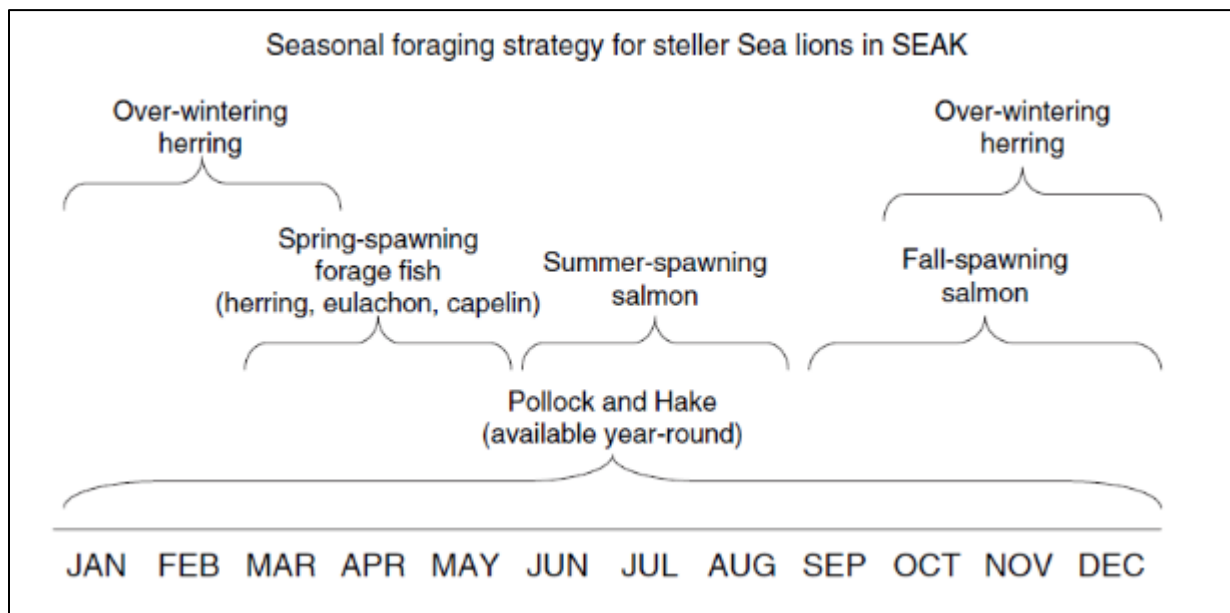 Seasonal foraging strategy for steller Sea lions in SEAK
Over-wintering
herring
Over-wintering
herring
Spring-spawning
forage fish
(herring, eulachon, capelin)
Summer-spawning
salmon
Fall-spawning
salmon
Pollock and Hake
(available year-round)
JAN FEB MAR APR MAY JUN JUL AUG SEP OCT NOV DEC